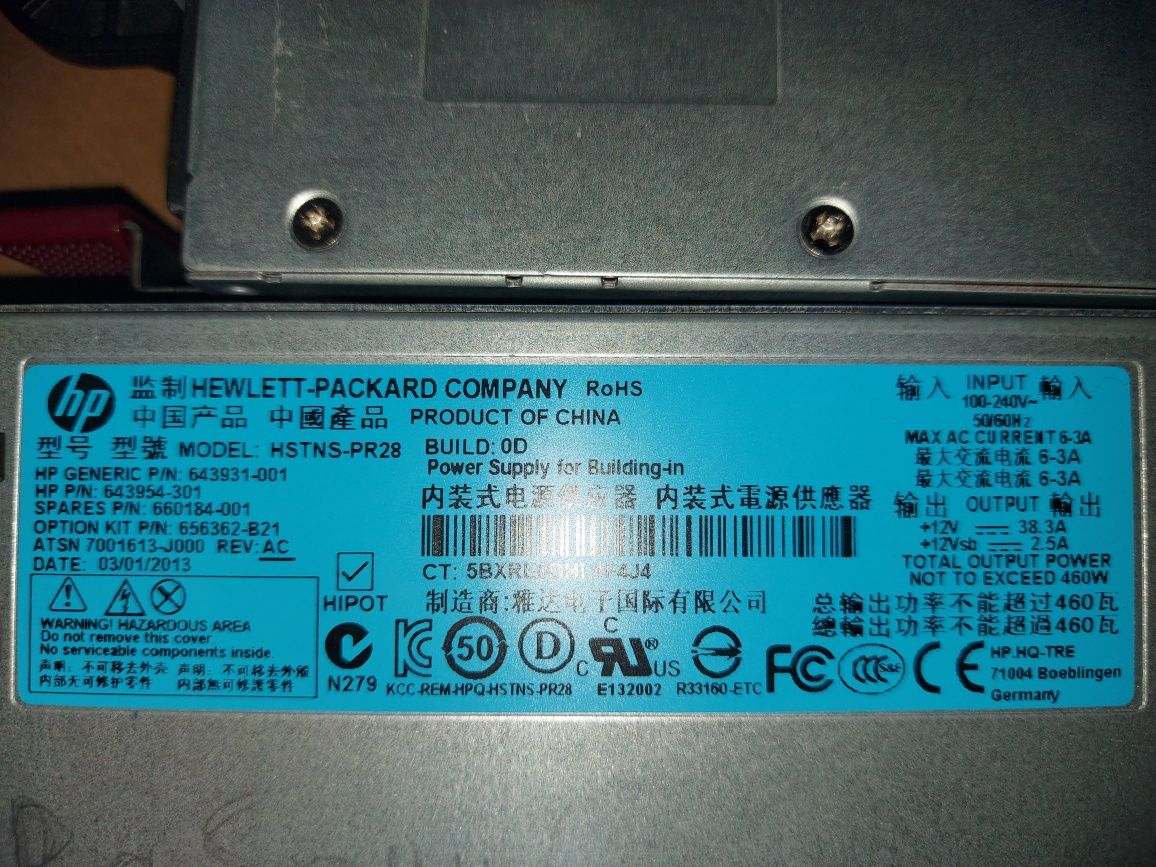 hp
监制 HEWLETT-PACKARD COMPANY RoHS
中国产品 中國產品 PRODUCT OF CHINA
型号 型號 MODEL: HSTNS-PR28 BUILD: 0D
HP GENERIC P/N: 643931-001
HP P/N: 643954-301
SPARES P/N: 660184-001
OPTION KIT P/N: 656362-B21
ATSN 7001613-J000 REV: AC
DATE: 03/01/2013
Power Supply for Building-in
内装式电源供应器 内装式電源供應器
CT:
制造商:雅达电子国际有限公司
输入 INPUT 輸入
100-240V~
50/60Hz
MAX AC CURRENT 6-3A
最大交流电流 6-3A
最大交流電流 6-3A
输出 OUTPUT 輸出
+12V ⎓ 38.3A
+12Vsb ⎓ 2.5A
TOTAL OUTPUT POWER
NOT TO EXCEED 460W
总输出功率不能超过460瓦
總輸出功率不能超過460瓦
WARNING! HAZARDOUS AREA
Do not remove this cover.
No serviceable components inside.
声明: 不可移去外壳 声明: 不可移去外殼
内部无可修护零件 内部無可修護零件
HIPOT
N279
50
KCC-REM-HPQ-HSTNS-PR28
D
C UR ® US
E132002
R33160-ETC
FC
CCC S&E
CE
HP.HQ-TRE
71004 Boeblingen
Germany